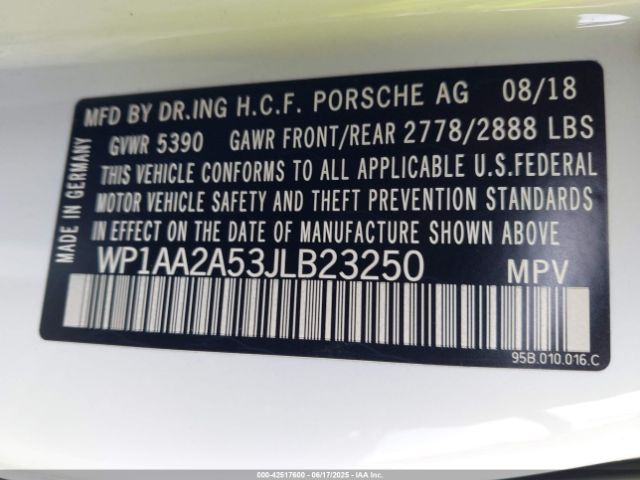 MFD BY DR.ING H.C.F. PORSCHE AG 08/18
GVWR 5390 GAWR FRONT/REAR 2778/2888 LBS
THIS VEHICLE CONFORMS TO ALL APPLICABLE U.S.FEDERAL
MOTOR VEHICLE SAFETY AND THEFT PREVENTION STANDARDS
IN EFFECT ON THE DATE OF MANUFACTURE SHOWN ABOVE.
MADE IN GERMANY
WP1AA2A53JLB23250 MPV
95B.010.016.C
000-42517600 - 06/17/2025 - IAAI.COM